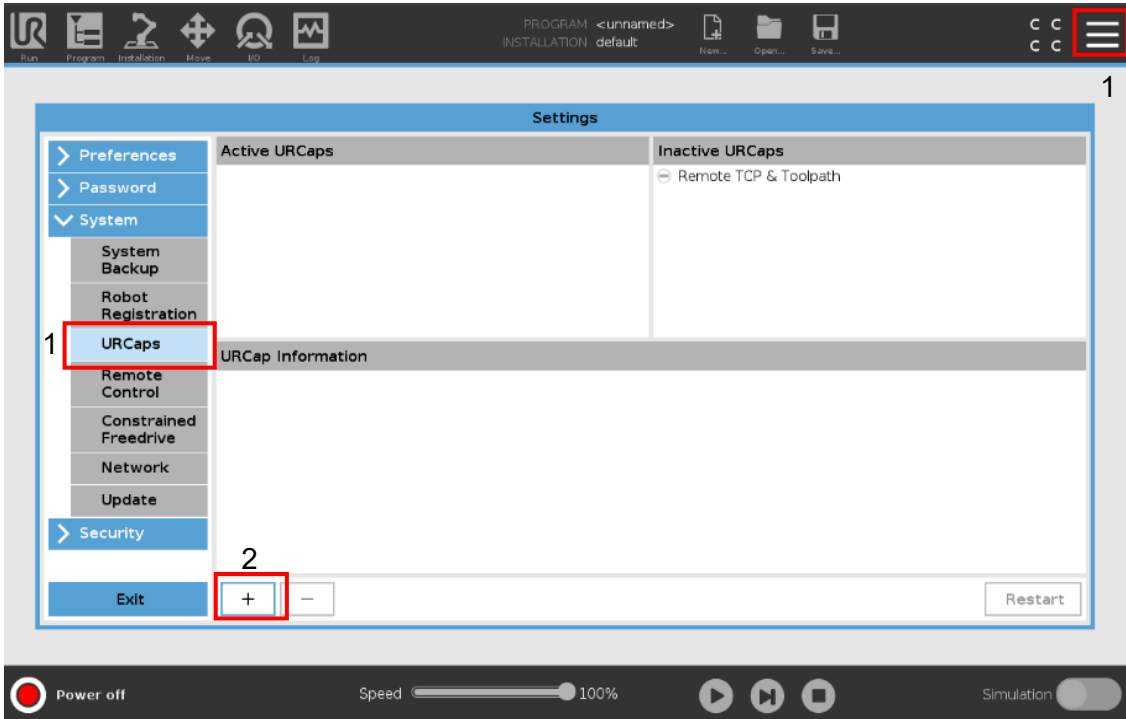 UR
PROGRAM <unnamed>
INSTALLATION default
Run
Program
Installation
Move
I/O
Log
New...
Open...
Save...
C C
C C
1
Settings
Preferences
Password
System
System
Backup
Robot
Registration
1
URCaps
Remote
Control
Constrained
Freedrive
Network
Update
Security
Exit
Active URCaps
Inactive URCaps
Remote TCP & Toolpath
URCap Information
2
+
−
Restart
Power off
Speed
100%
Simulation